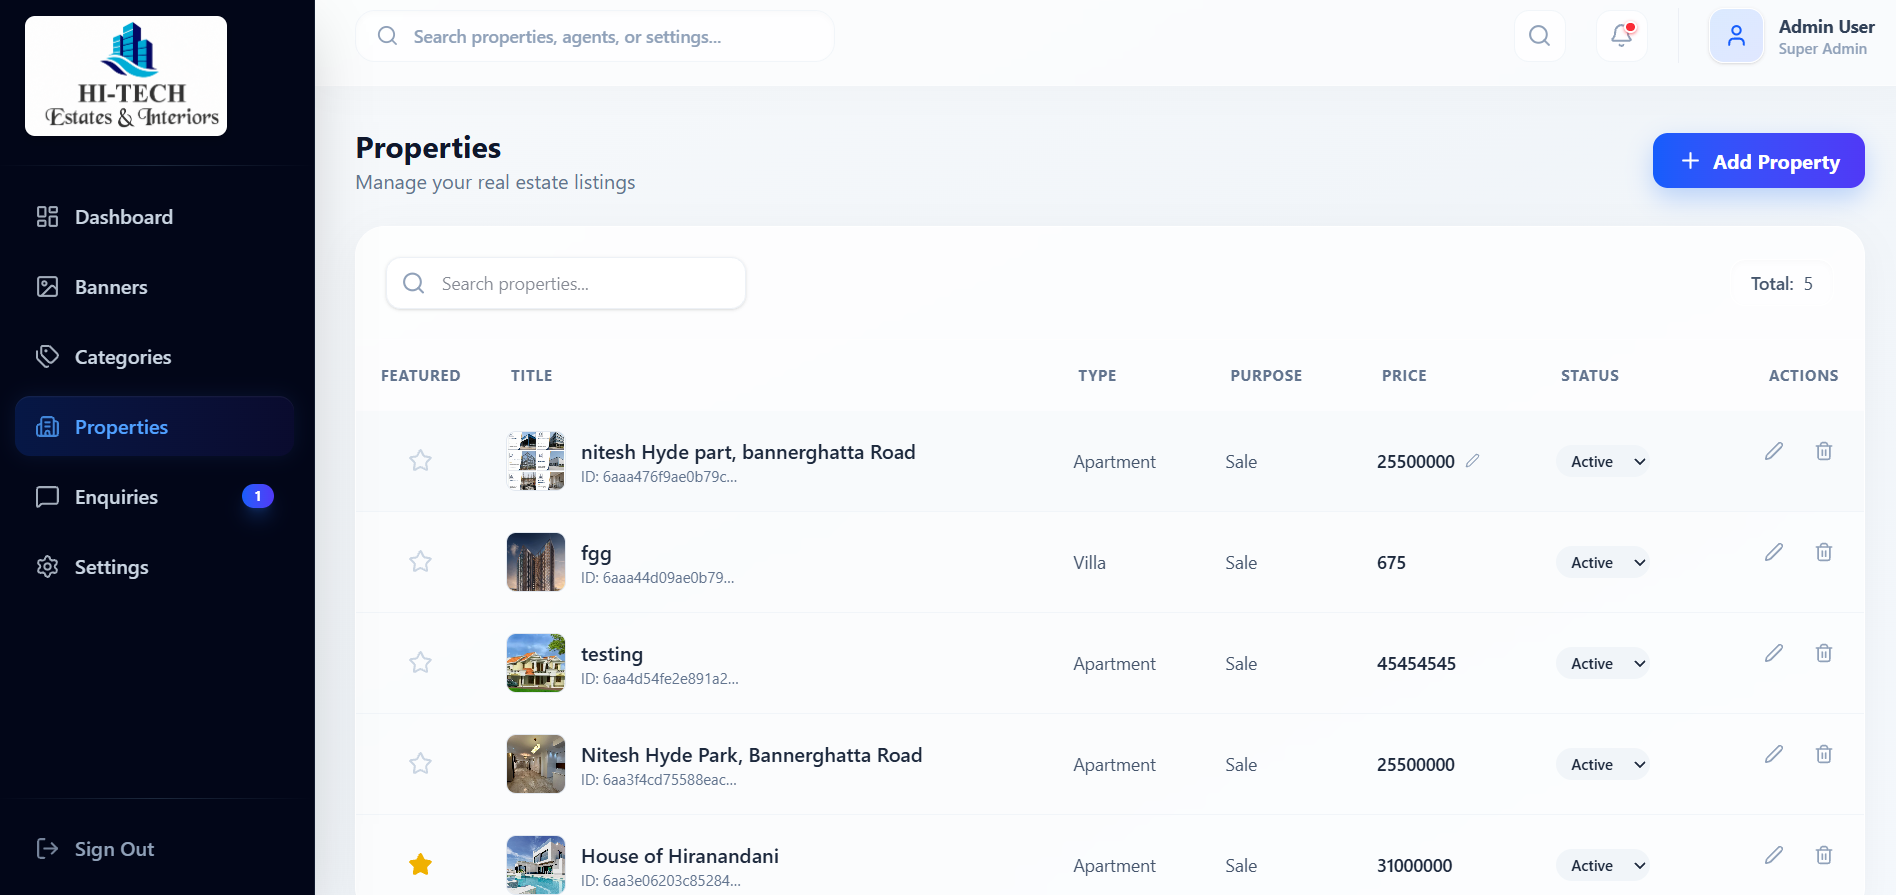 HI-TECH
Estates & Interiors
Dashboard
Banners
Categories
Properties
Enquiries 1
Settings
Sign Out
Search properties, agents, or settings...
Admin User
Super Admin
Properties
Manage your real estate listings
Add Property
Search properties...
Total: 5
FEATURED TITLE TYPE PURPOSE PRICE STATUS ACTIONS
nitesh Hyde part, bannerghatta Road
ID: 6aaa476f9ae0b79c...
Apartment Sale 25500000 Active
fgg
ID: 6aaa44d09ae0b79...
Villa Sale 675 Active
testing
ID: 6aa4d54fe2e891a2...
Apartment Sale 45454545 Active
Nitesh Hyde Park, Bannerghatta Road
ID: 6aa3f4cd75588eac...
Apartment Sale 25500000 Active
House of Hiranandani
ID: 6aa3e06203c85284...
Apartment Sale 31000000 Active